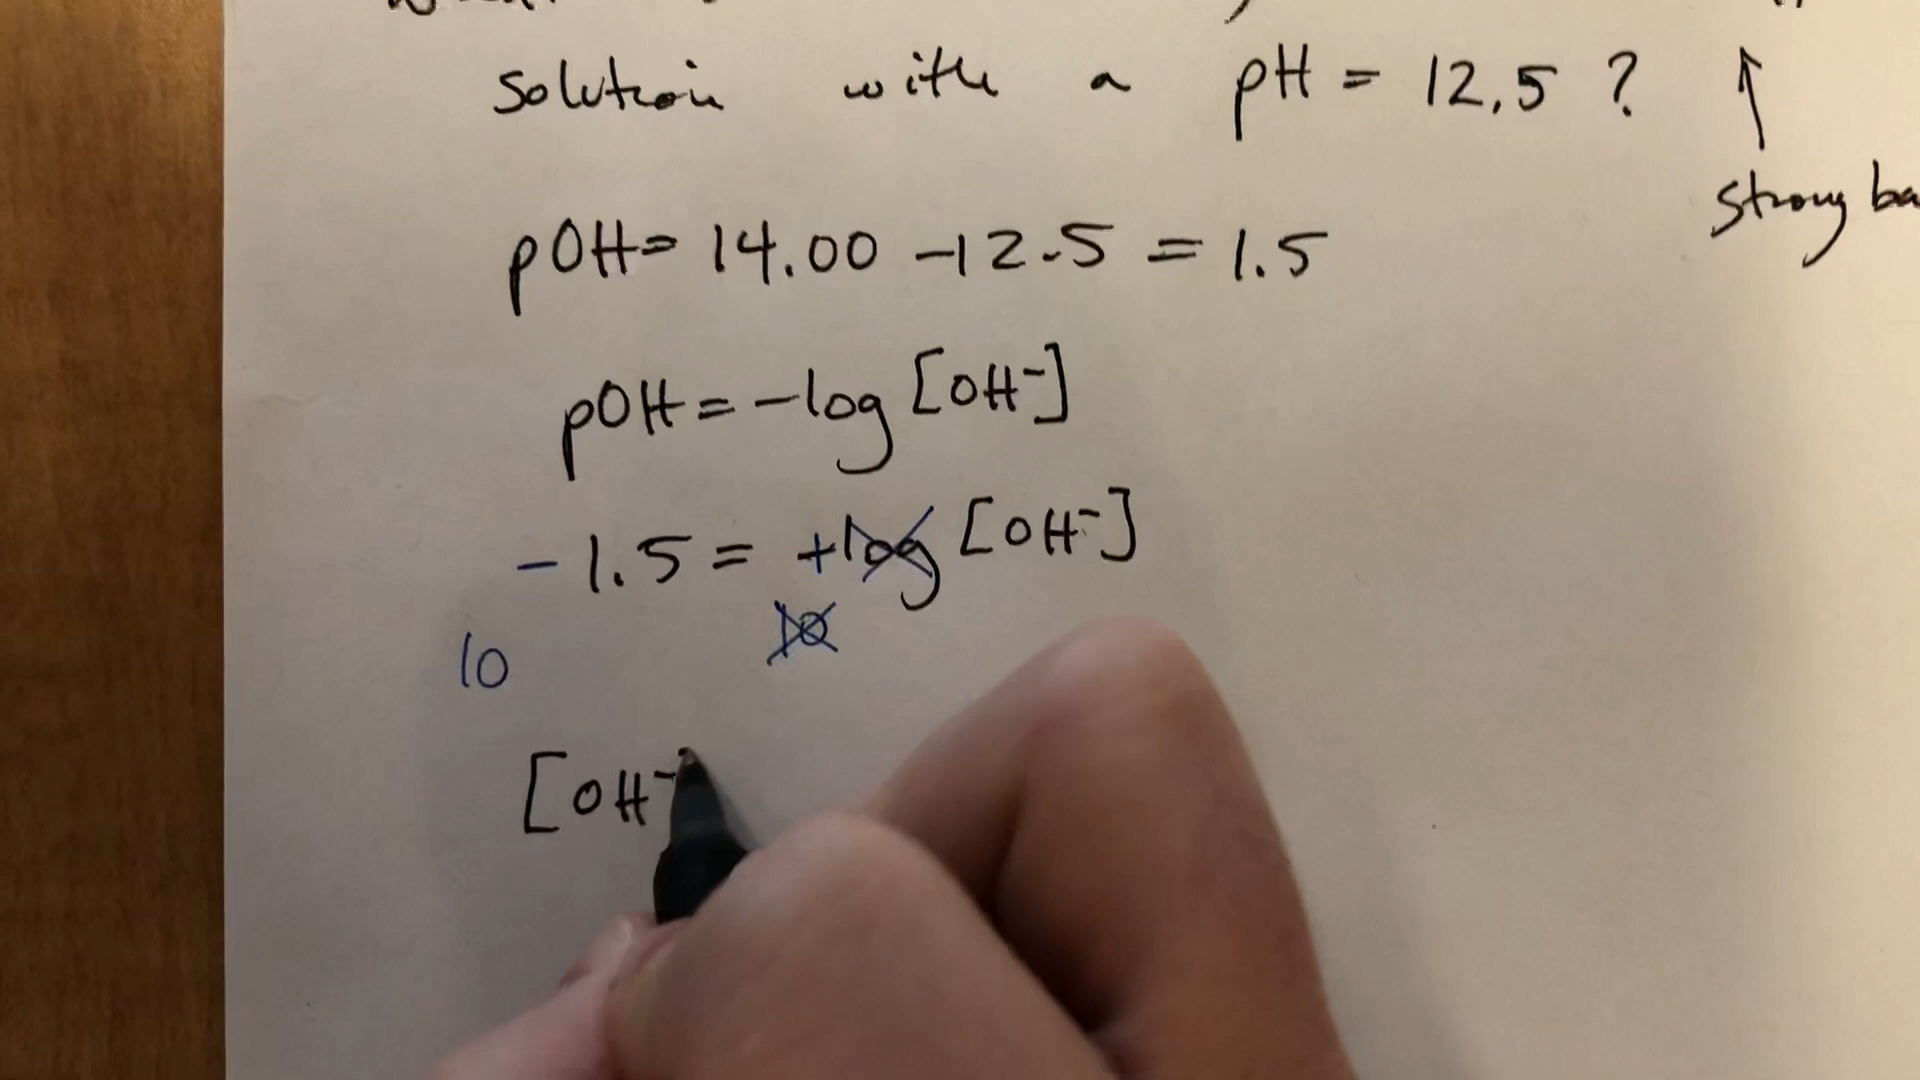 solution with a pH = 12.5 ?
strong ba
pOH = 14.00 - 12.5 = 1.5
pOH = -log [OH⁻]
- 1.5 = +log [OH⁻]
10 10
[OH⁻